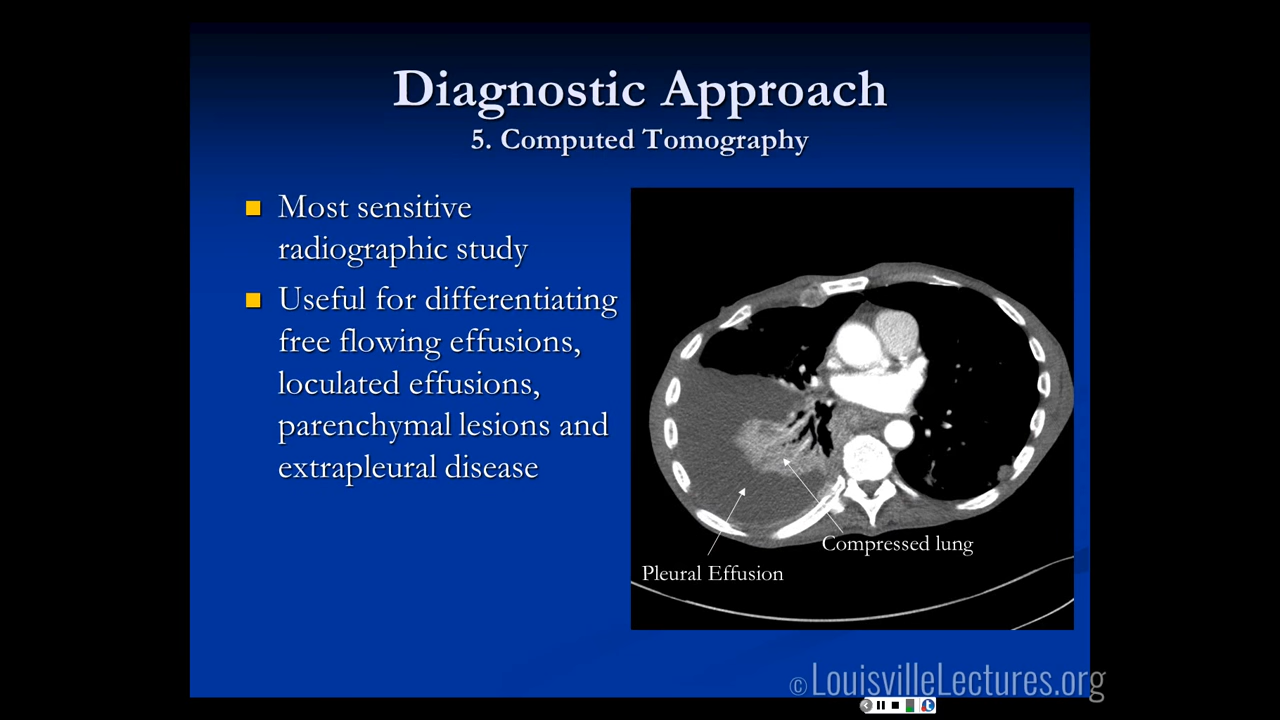 Diagnostic Approach
5. Computed Tomography
Most sensitive
radiographic study
Useful for differentiating
free flowing effusions,
loculated effusions,
parenchymal lesions and
extrapleural disease
Compressed lung
Pleural Effusion
© LouisvilleLectures.org